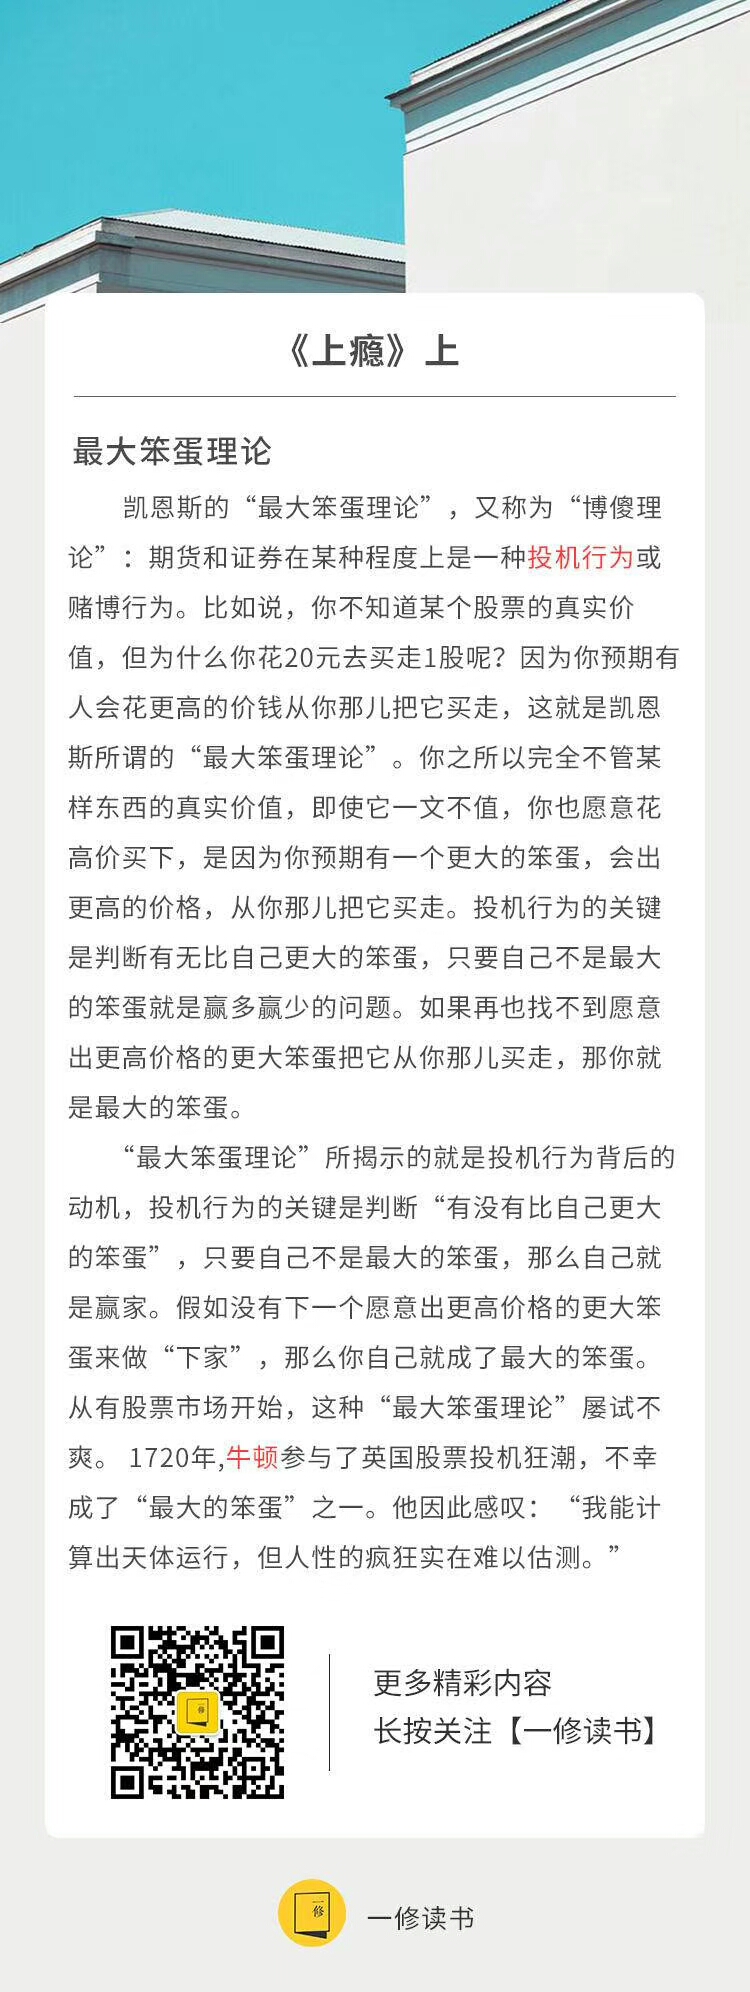 《上瘾》上
最大笨蛋理论
凯恩斯的“最大笨蛋理论”，又称为“博傻理
论”：期货和证券在某种程度上是一种投机行为或
赌博行为。比如说，你不知道某个股票的真实价
值，但为什么你花20元去买走1股呢？因为你预期有
人会花更高的价钱从你那儿把它买走，这就是凯恩
斯所谓的“最大笨蛋理论”。你之所以完全不管某
样东西的真实价值，即使它一文不值，你也愿意花
高价买下，是因为你预期有一个更大的笨蛋，会出
更高的价格，从你那儿把它买走。投机行为的关键
是判断有无比自己更大的笨蛋，只要自己不是最大
的笨蛋就是赢多赢少的问题。如果再也找不到愿意
出更高价格的更大笨蛋把它从你那儿买走，那你就
是最大的笨蛋。
“最大笨蛋理论”所揭示的就是投机行为背后的
动机，投机行为的关键是判断“有没有比自己更大
的笨蛋”，只要自己不是最大的笨蛋，那么自己就
是赢家。假如没有下一个愿意出更高价格的更大笨
蛋来做“下家”，那么你自己就成了最大的笨蛋。
从有股票市场开始，这种“最大笨蛋理论”屡试不
爽。 1720年,牛顿参与了英国股票投机狂潮，不幸
成了“最大的笨蛋”之一。他因此感叹：“我能计
算出天体运行，但人性的疯狂实在难以估测。”
一修
更多精彩内容
长按关注【一修读书】
一修
一修读书